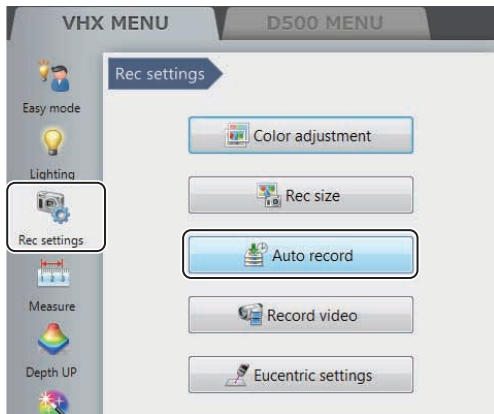 VHX MENU
D500 MENU
Rec settings
Easy mode
Lighting
Rec settings
Measure
Depth UP
Color adjustment
Rec size
Auto record
Record video
Eucentric settings